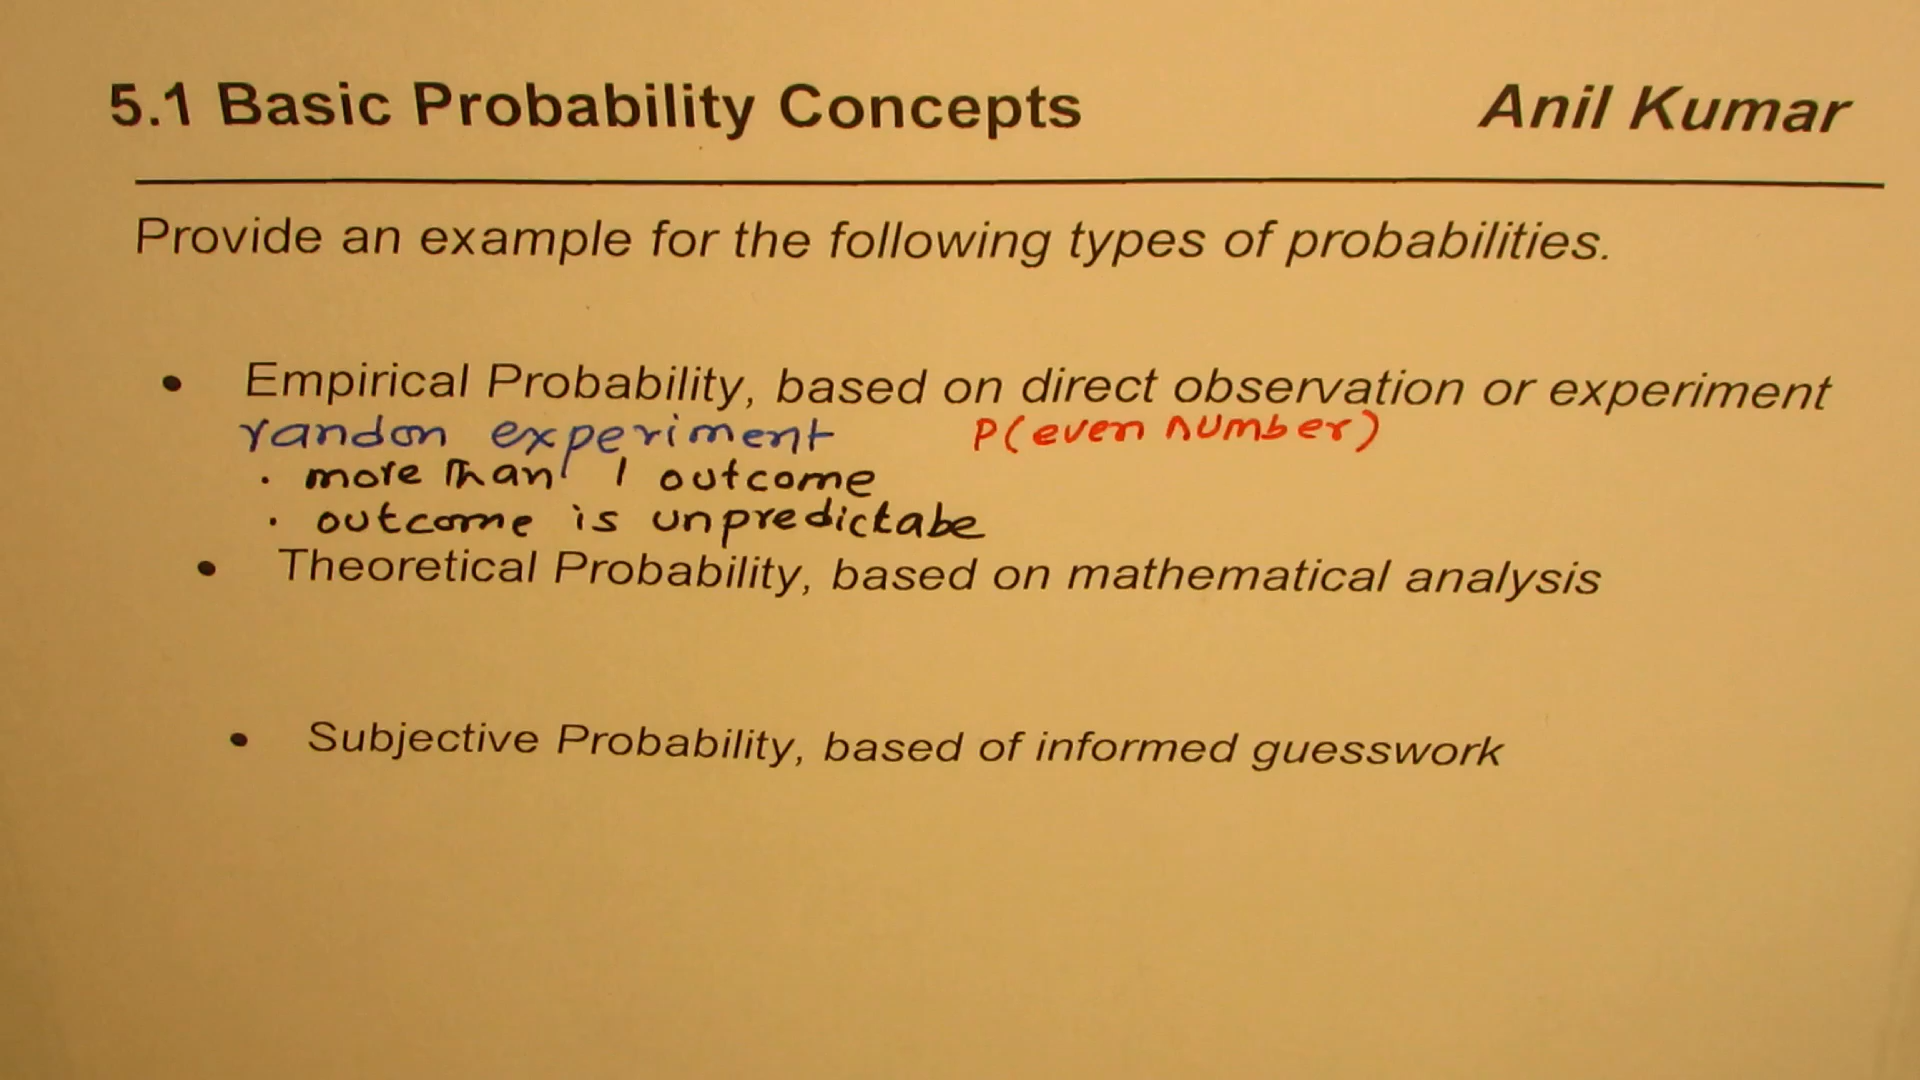 5.1 Basic Probability Concepts Anil Kumar
Provide an example for the following types of probabilities.
• Empirical Probability, based on direct observation or experiment
randon experiment P(even number)
· more than 1 outcome
· outcome is unpredictabe
• Theoretical Probability, based on mathematical analysis
• Subjective Probability, based of informed guesswork